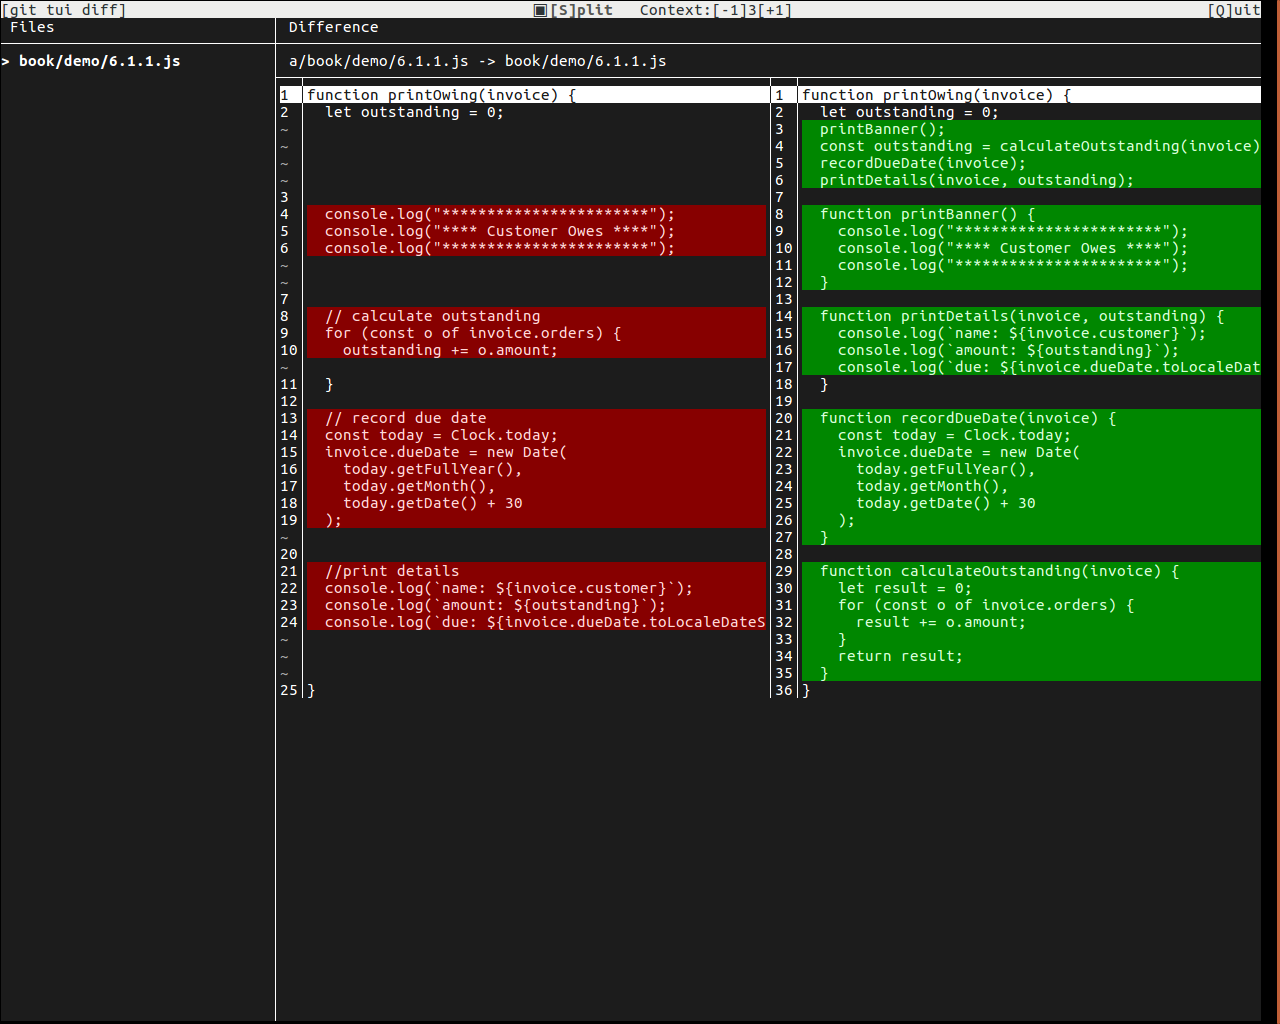 [git tui diff] ▣[S]plit Context:[-1]3[+1] [Q]uit
Files
> book/demo/6.1.1.js
Difference
a/book/demo/6.1.1.js -> book/demo/6.1.1.js
1 function printOwing(invoice) {
2   let outstanding = 0;
~
~
~
~
3
4   console.log("***********************");
5   console.log("**** Customer Owes ****");
6   console.log("***********************");
~
~
7
8   // calculate outstanding
9   for (const o of invoice.orders) {
10     outstanding += o.amount;
~
11   }
12
13   // record due date
14   const today = Clock.today;
15   invoice.dueDate = new Date(
16     today.getFullYear(),
17     today.getMonth(),
18     today.getDate() + 30
19   );
~
20
21   //print details
22   console.log(`name: ${invoice.customer}`);
23   console.log(`amount: ${outstanding}`);
24   console.log(`due: ${invoice.dueDate.toLocaleDateS
~
~
~
25 }
1 function printOwing(invoice) {
2   let outstanding = 0;
3   printBanner();
4   const outstanding = calculateOutstanding(invoice)
5   recordDueDate(invoice);
6   printDetails(invoice, outstanding);
7
8   function printBanner() {
9     console.log("***********************");
10     console.log("**** Customer Owes ****");
11     console.log("***********************");
12   }
13
14   function printDetails(invoice, outstanding) {
15     console.log(`name: ${invoice.customer}`);
16     console.log(`amount: ${outstanding}`);
17     console.log(`due: ${invoice.dueDate.toLocaleDat
18   }
19
20   function recordDueDate(invoice) {
21     const today = Clock.today;
22     invoice.dueDate = new Date(
23       today.getFullYear(),
24       today.getMonth(),
25       today.getDate() + 30
26     );
27   }
28
29   function calculateOutstanding(invoice) {
30     let result = 0;
31     for (const o of invoice.orders) {
32       result += o.amount;
33     }
34     return result;
35   }
36 }